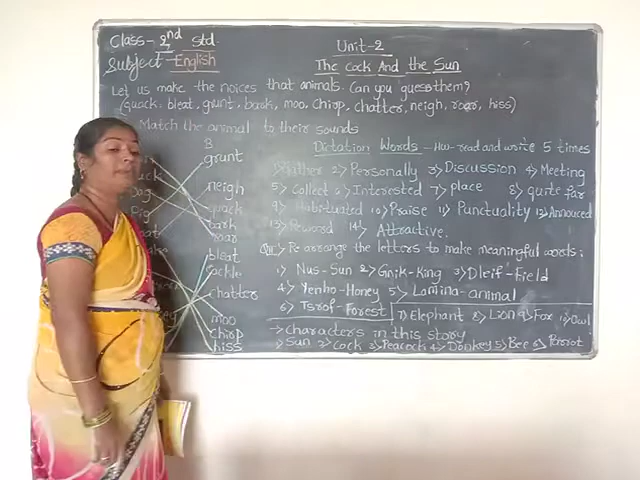 Class- 2nd Std.
Unit-2
Subject- English
The Cock And the Sun
Let us make the noices that animals. Can you guess them?
(quack, bleat, grunt, bark, moo, Chirp, chatter, neigh, roar, hiss)
Match the animal to their sounds
B
grunt
neigh
quack
bark
roar
bleat
cackle
chatter
moo
chirp
hiss
uck
Dog
Pig
Dictation Words - HW-read and write 5 times
2) Personally 3) Discussion 4) Meeting
5) Collect 6) Interested 7) place 8) quite far
9) Habituated 10) Praise 11) Punctuality 12) Annouced
13) Reword 14) Attractive.
Re arrange the letters to make meaningful words:
1) Nus-Sun 2) Gnik-King 3) Dleif-Field
4) Yenho-Honey 5) Lamina-animal
6) Tsrof-Forest 7) Elephant 8) Lion 9) Fox 10) Owl
→ Characters in this story
1) Sun 2) Cock 3) Peacock 4) Donkey 5) Bee 6) Parrot